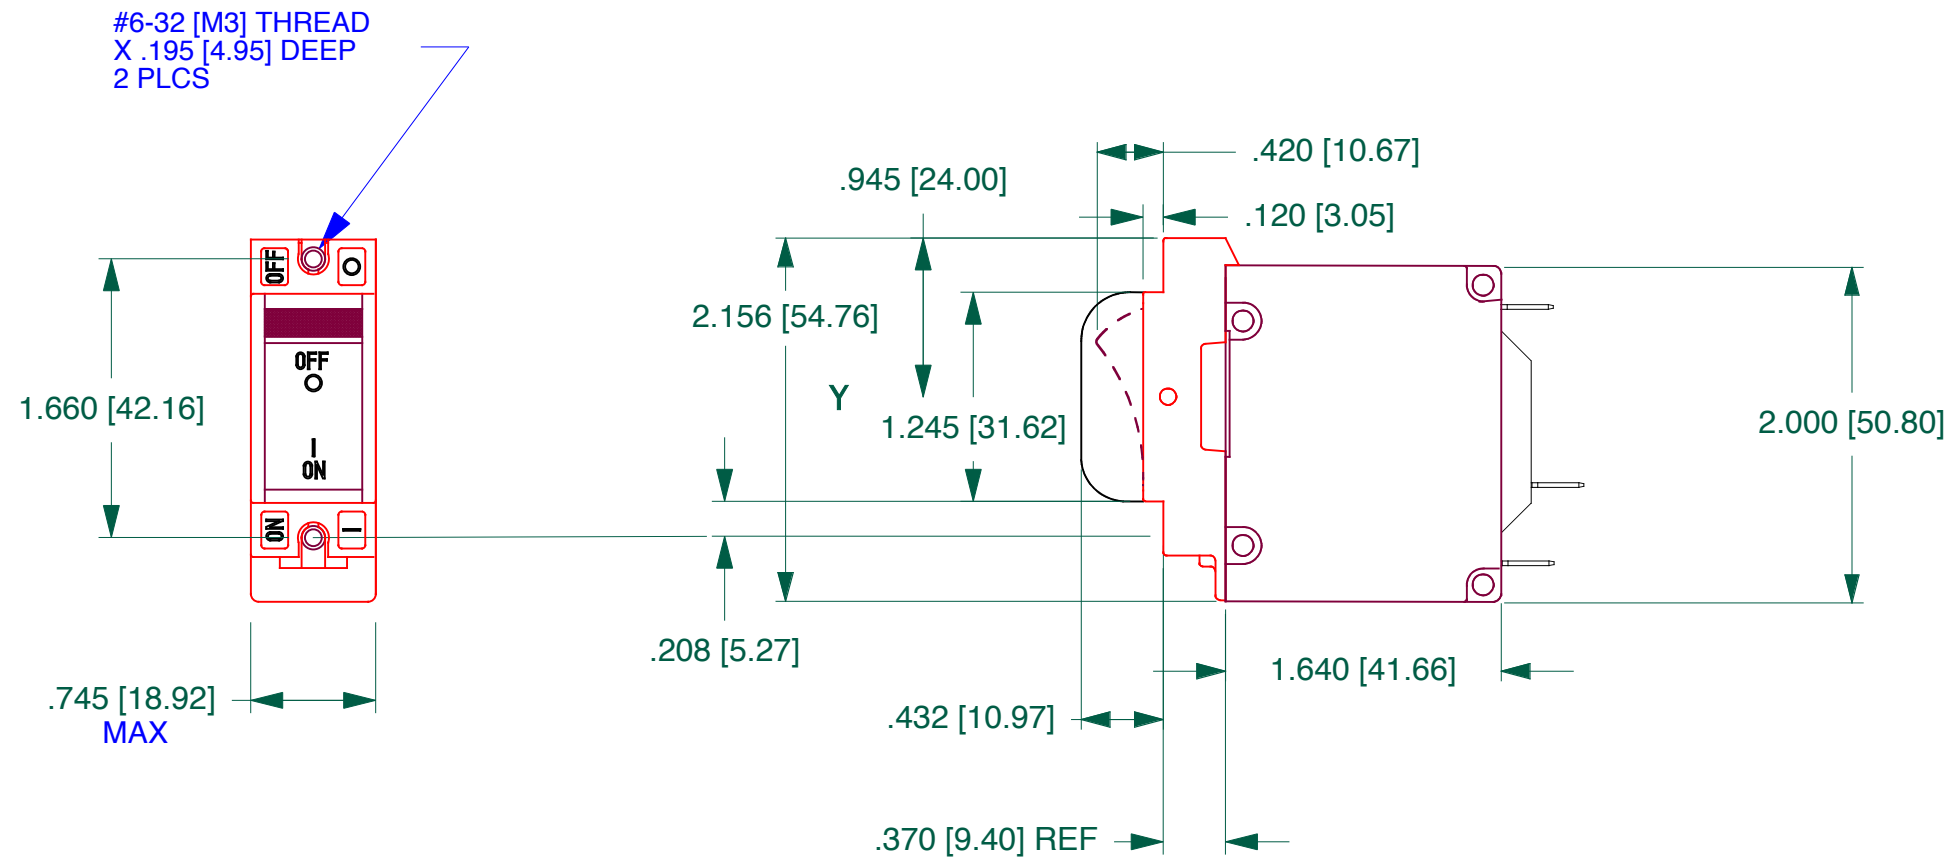 #6-32 [M3] THREAD
X .195 [4.95] DEEP
2 PLCS
.420 [10.67]
.945 [24.00]
.120 [3.05]
OFF
O
2.156 [54.76]
OFF
O
Y
1.660 [42.16]
1.245 [31.62]
2.000 [50.80]
I
ON
ON
I
.208 [5.27]
1.640 [41.66]
.745 [18.92]
MAX
.432 [10.97]
.370 [9.40] REF